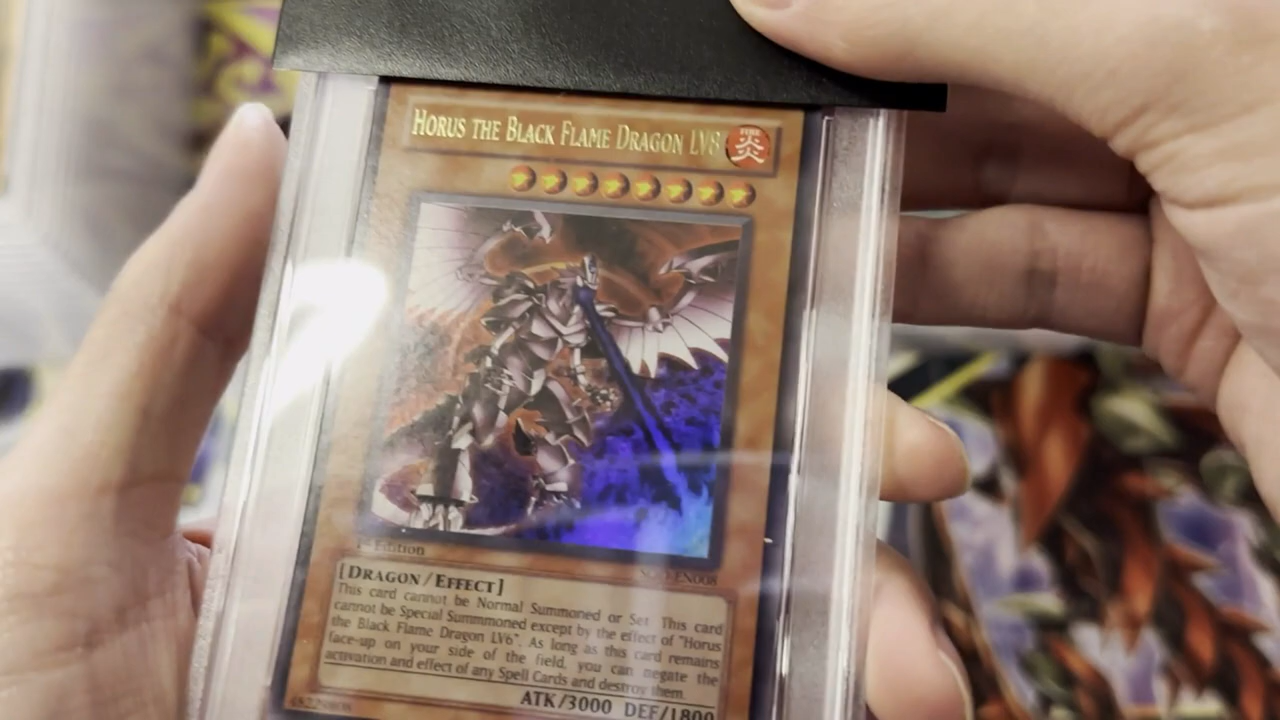 HORUS THE BLACK FLAME DRAGON LV8
FIRE
炎
1st Edition
SOD-EN008
[DRAGON/EFFECT]
This card cannot be Normal Summoned or Set. This card
cannot be Special Summmoned except by the effect of "Horus
the Black Flame Dragon LV6". As long as this card remains
face-up on your side of the field, you can negate the
activation and effect of any Spell Cards and destroy them.
ATK/3000 DEF/1800